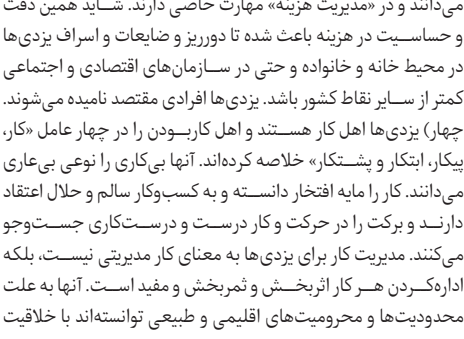 می‌دانند و در «مدیریت هزینه» مهارت خاصی دارند. شاید همین دقت
و حساسیت در هزینه باعث شده تا دورریز و ضایعات و اسراف یزدی‌ها
در محیط خانه و خانواده و حتی در سازمان‌های اقتصادی و اجتماعی
کمتر از سایر نقاط کشور باشد. یزدی‌ها افرادی مقتصد نامیده می‌شوند.
چهار) یزدی‌ها اهل کار هستند و اهل کاربودن را در چهار عامل «کار،
پیکار، ابتکار و پشتکار» خلاصه کرده‌اند. آنها بی‌کاری را نوعی بی‌عاری
می‌دانند. کار را مایه افتخار دانسته و به کسب‌وکار سالم و حلال اعتقاد
دارند و برکت را در حرکت و کار درست و درست‌کاری جست‌وجو
می‌کنند. مدیریت کار برای یزدی‌ها به معنای کار مدیریتی نیست، بلکه
اداره‌کردن هر کار اثربخش و ثمربخش و مفید است. آنها به علت
محدودیت‌ها و محرومیت‌های اقلیمی و طبیعی توانسته‌اند با خلاقیت